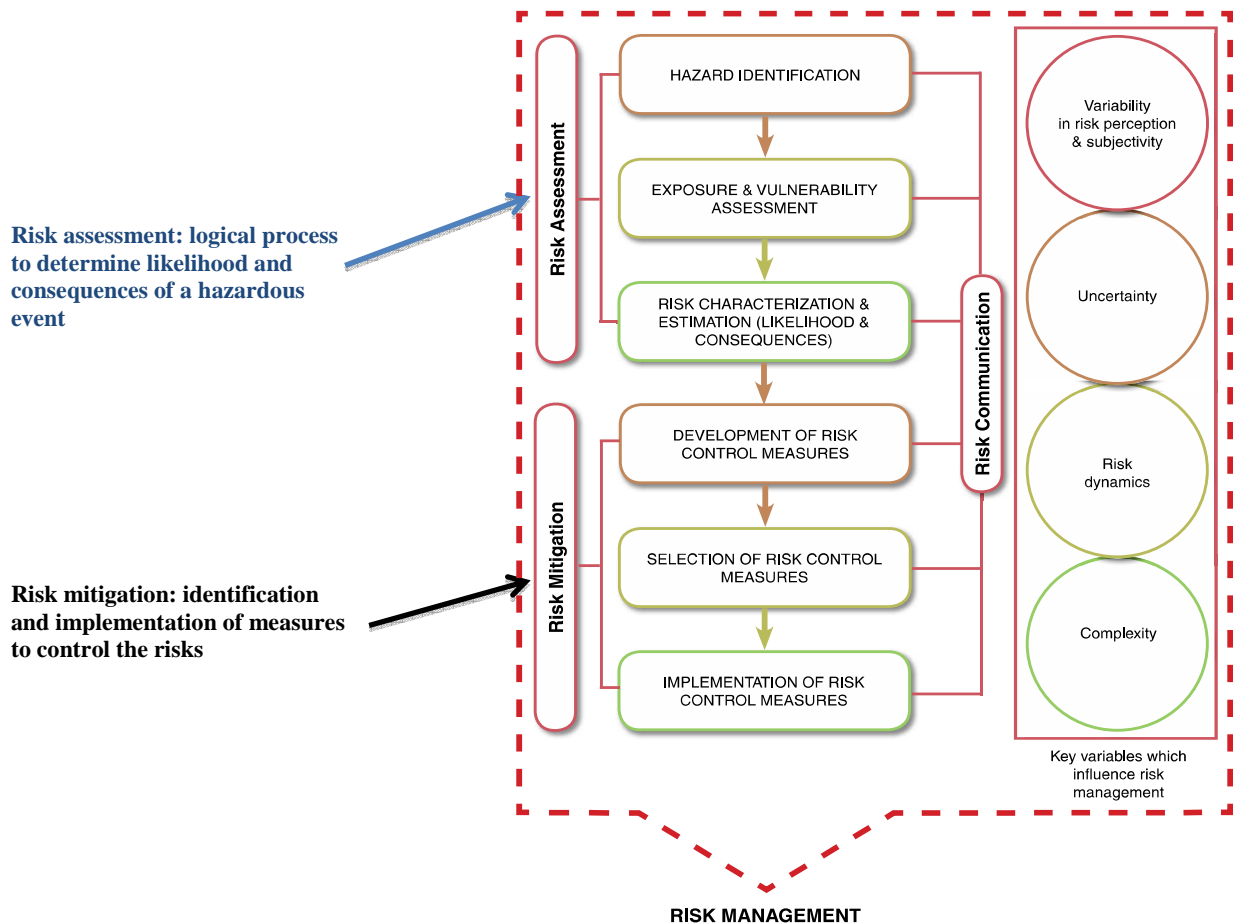 Risk assessment: logical process
to determine likelihood and
consequences of a hazardous
event
Risk mitigation: identification
and implementation of measures
to control the risks
Risk Assessment
HAZARD IDENTIFICATION
EXPOSURE & VULNERABILITY
ASSESSMENT
RISK CHARACTERIZATION &
ESTIMATION (LIKELIHOOD &
CONSEQUENCES)
Risk Mitigation
DEVELOPMENT OF RISK
CONTROL MEASURES
SELECTION OF RISK CONTROL
MEASURES
IMPLEMENTATION OF RISK
CONTROL MEASURES
Risk Communication
Variability
in risk perception
& subjectivity
Uncertainty
Risk
dynamics
Complexity
Key variables which
influence risk
management
RISK MANAGEMENT